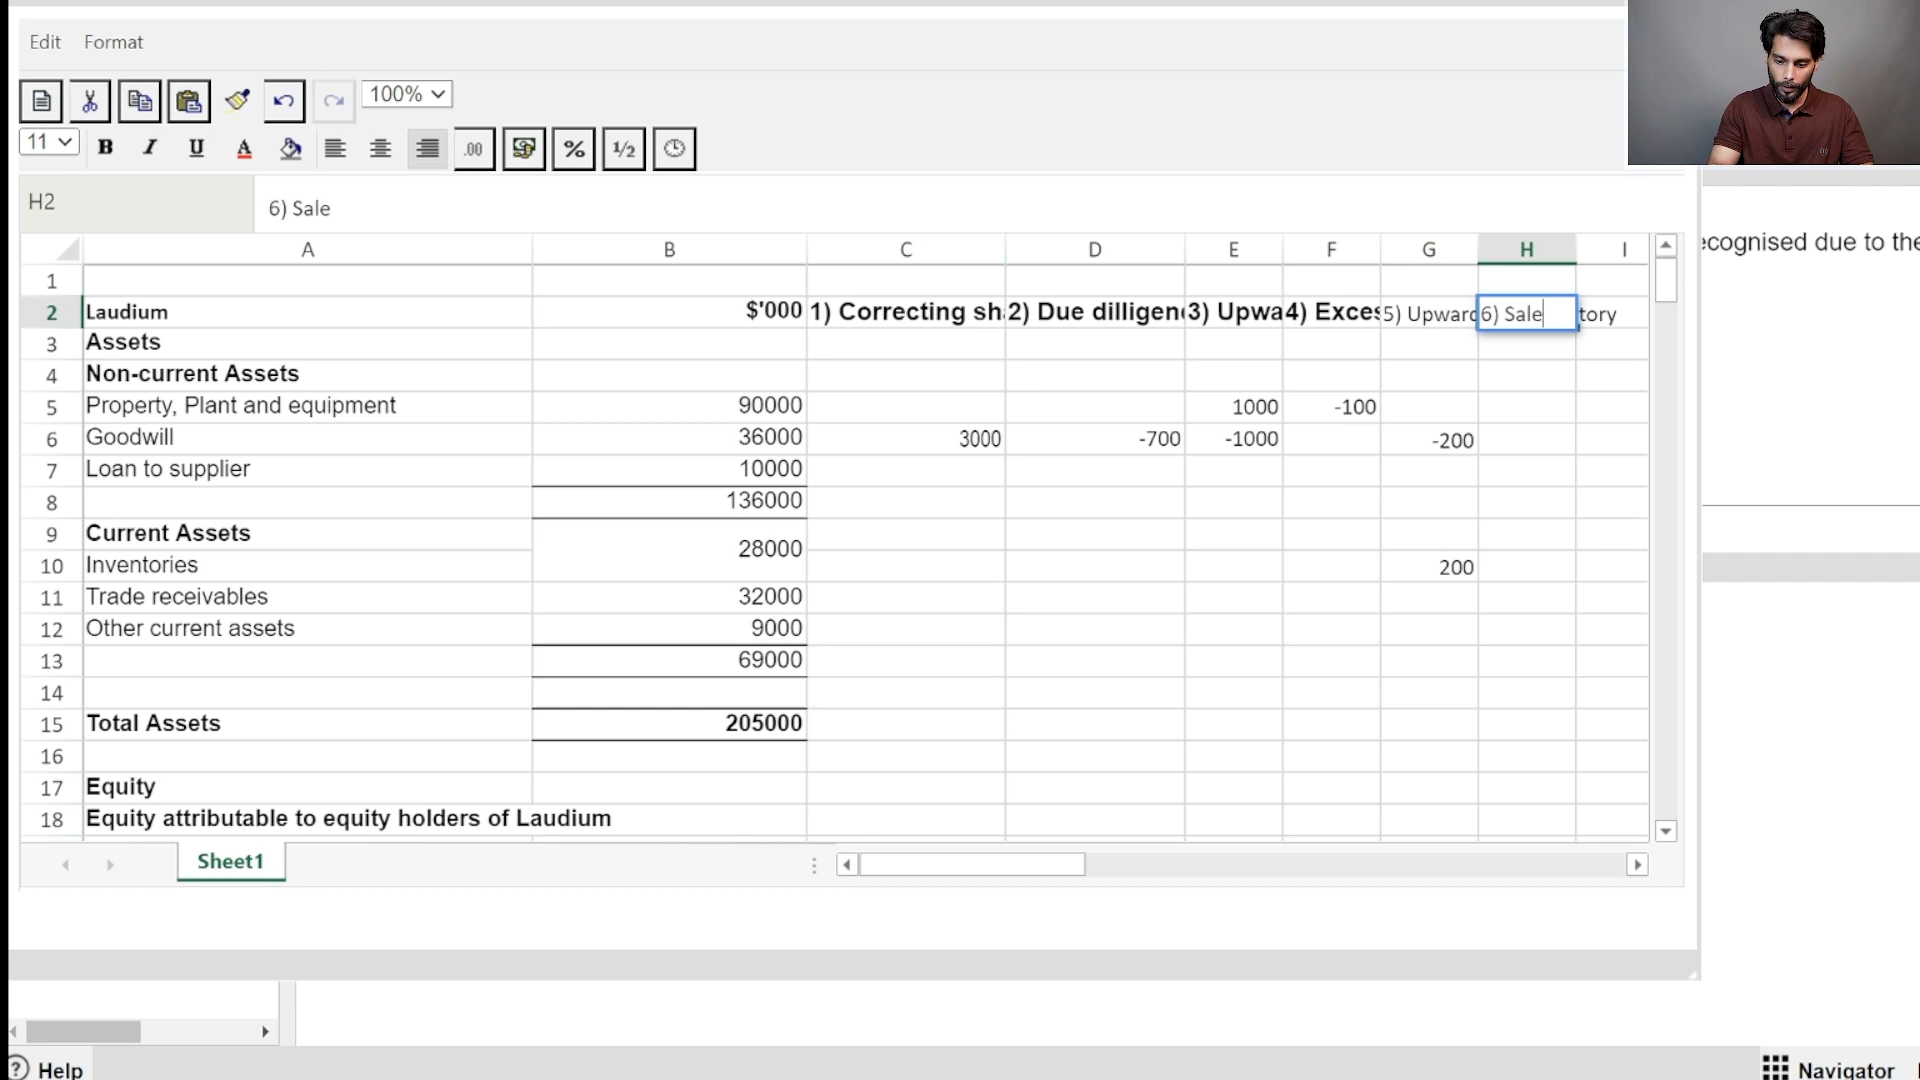 Edit Format
100%
11 B I U A .00 % 1/2
H2 6) Sale
A B C D E F G H I
1
2 Laudium $'000 1) Correcting sh 2) Due dilligen 3) Upwa 4) Exces 5) Upward 6) Sale tory
3 Assets
4 Non-current Assets
5 Property, Plant and equipment 90000 1000 -100
6 Goodwill 36000 3000 -700 -1000 -200
7 Loan to supplier 10000
8 136000
9 Current Assets
28000
10 Inventories 200
11 Trade receivables 32000
12 Other current assets 9000
13 69000
14
15 Total Assets 205000
16
17 Equity
18 Equity attributable to equity holders of Laudium
Sheet1
ecognised due to the
? Help
Navigator